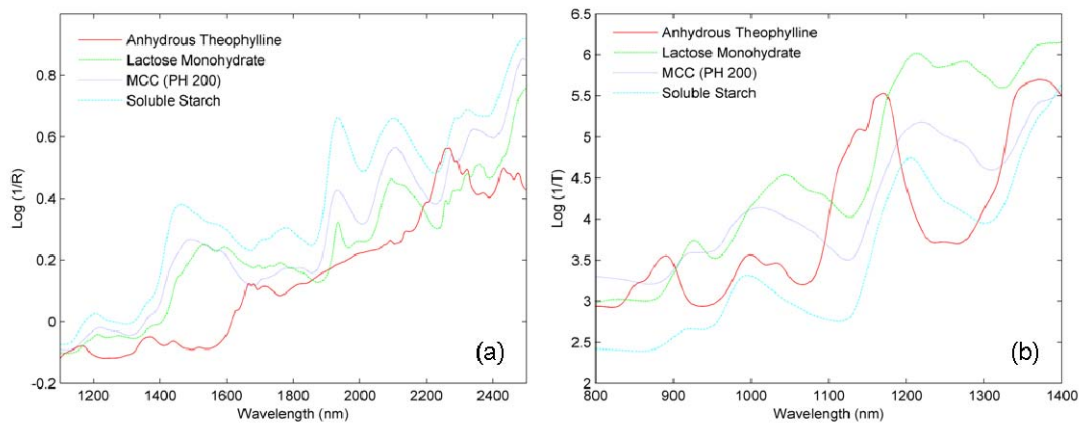 Anhydrous Theophylline
Lactose Monohydrate
MCC (PH 200)
Soluble Starch
0.8
0.6
0.4
0.2
0
-0.2
Log (1/R)
1200 1400 1600 1800 2000 2200 2400
Wavelength (nm)
(a)
Anhydrous Theophylline
Lactose Monohydrate
MCC (PH 200)
Soluble Starch
6.5
6
5.5
5
4.5
4
3.5
3
2.5
2
Log (1/T)
800 900 1000 1100 1200 1300 1400
Wavelength (nm)
(b)